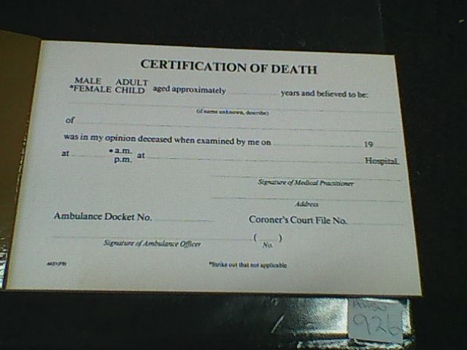 CERTIFICATION OF DEATH
MALE ADULT
*FEMALE CHILD aged approximately years and believed to be:
(if name unknown, describe)
of
was in my opinion deceased when examined by me on 19
at *a.m. p.m. at Hospital.
Signature of Medical Practitioner
Address
Ambulance Docket No. Coroner's Court File No.
Signature of Ambulance Officer ( ) No.
*Strike out that not applicable
926